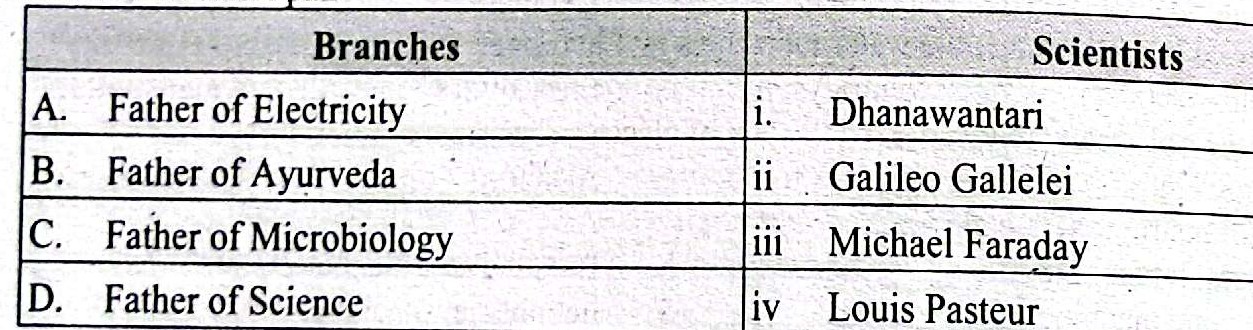 Branches Scientists
A. Father of Electricity i. Dhanawantari
B. Father of Ayurveda ii Galileo Gallelei
C. Father of Microbiology iii Michael Faraday
D. Father of Science iv Louis Pasteur